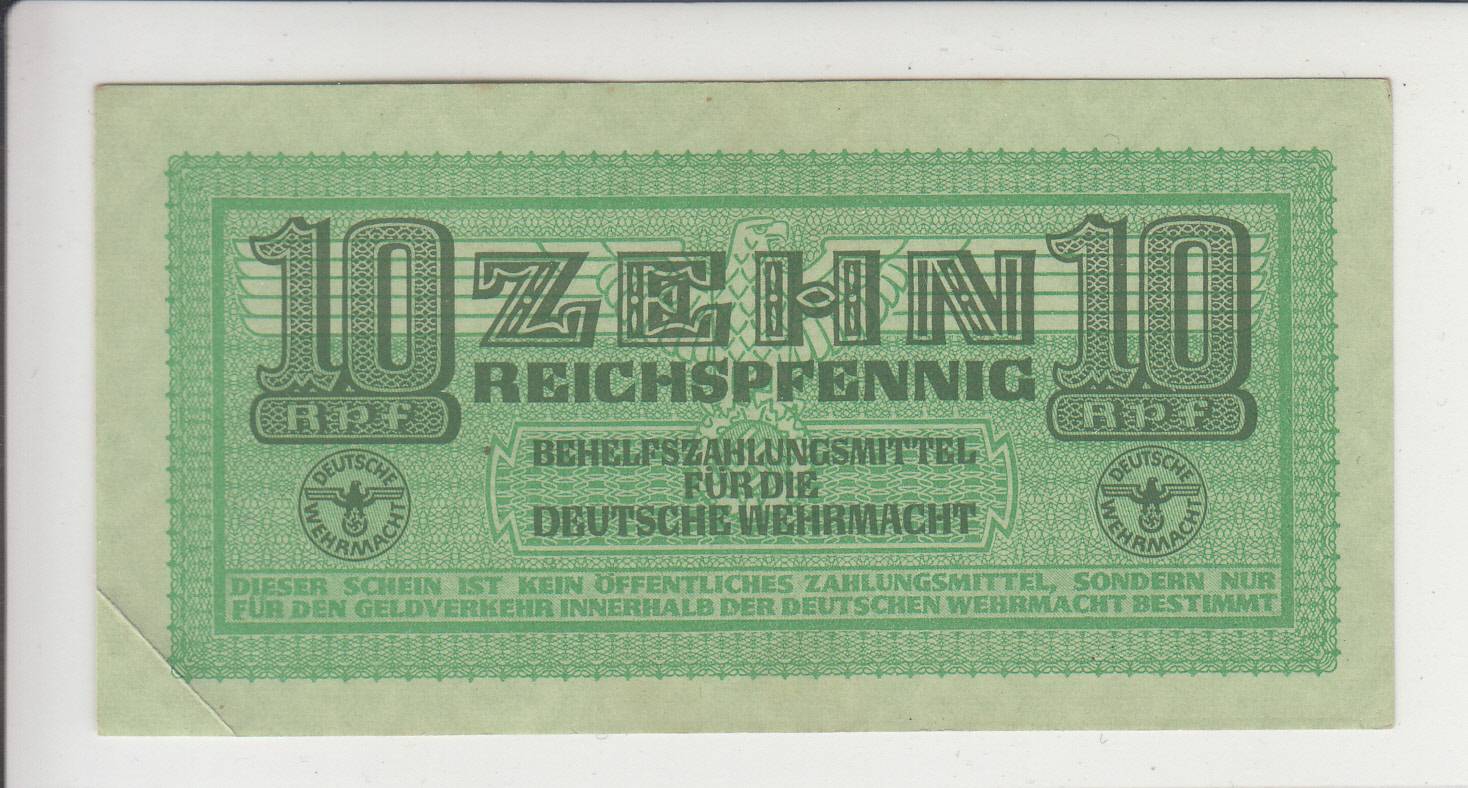 10 ZEHN 10
REICHSPFENNIG
Rpf Rpf
BEHELFSZAHLUNGSMITTEL
FÜR DIE
DEUTSCHE WEHRMACHT
DEUTSCHE WEHRMACHT
DEUTSCHE WEHRMACHT
DIESER SCHEIN IST KEIN ÖFFENTLICHES ZAHLUNGSMITTEL, SONDERN NUR
FÜR DEN GELDVERKEHR INNERHALB DER DEUTSCHEN WEHRMACHT BESTIMMT